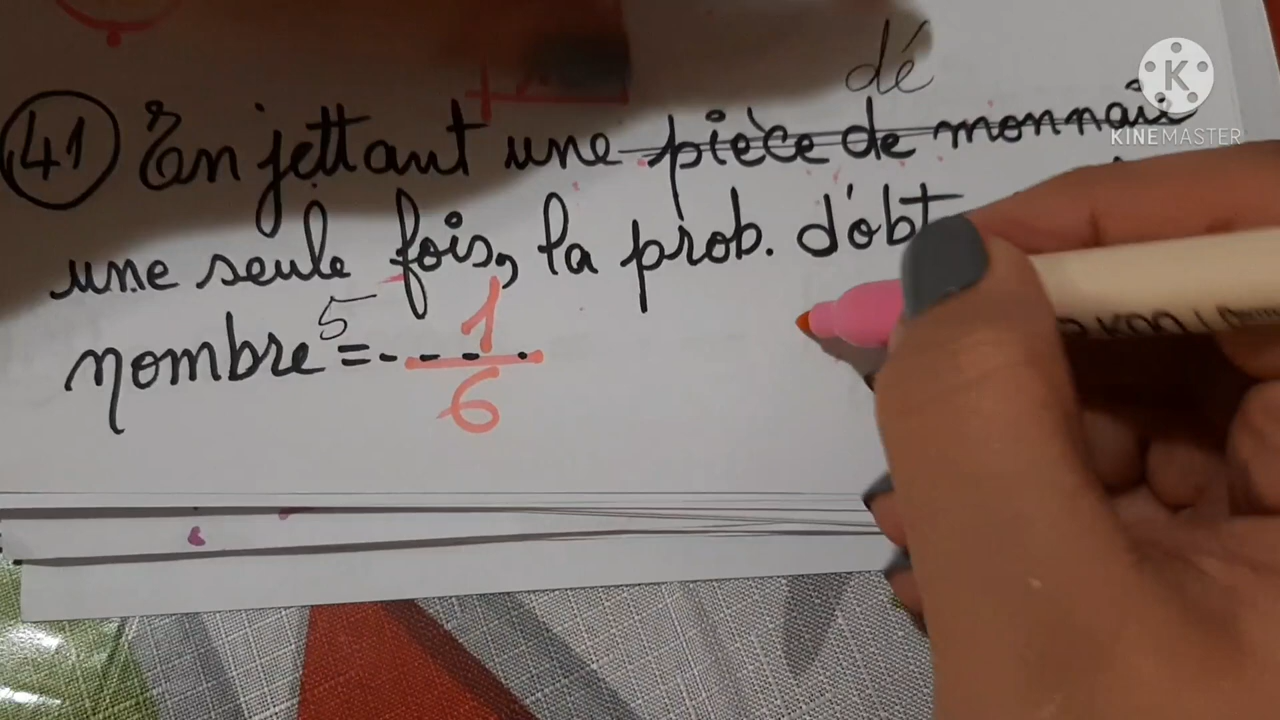 dé
41 En jettant une pièce de monnaie
une seule fois, la prob. d'obt
nombre 5 = - - - -
1
6
K
KINEMASTER